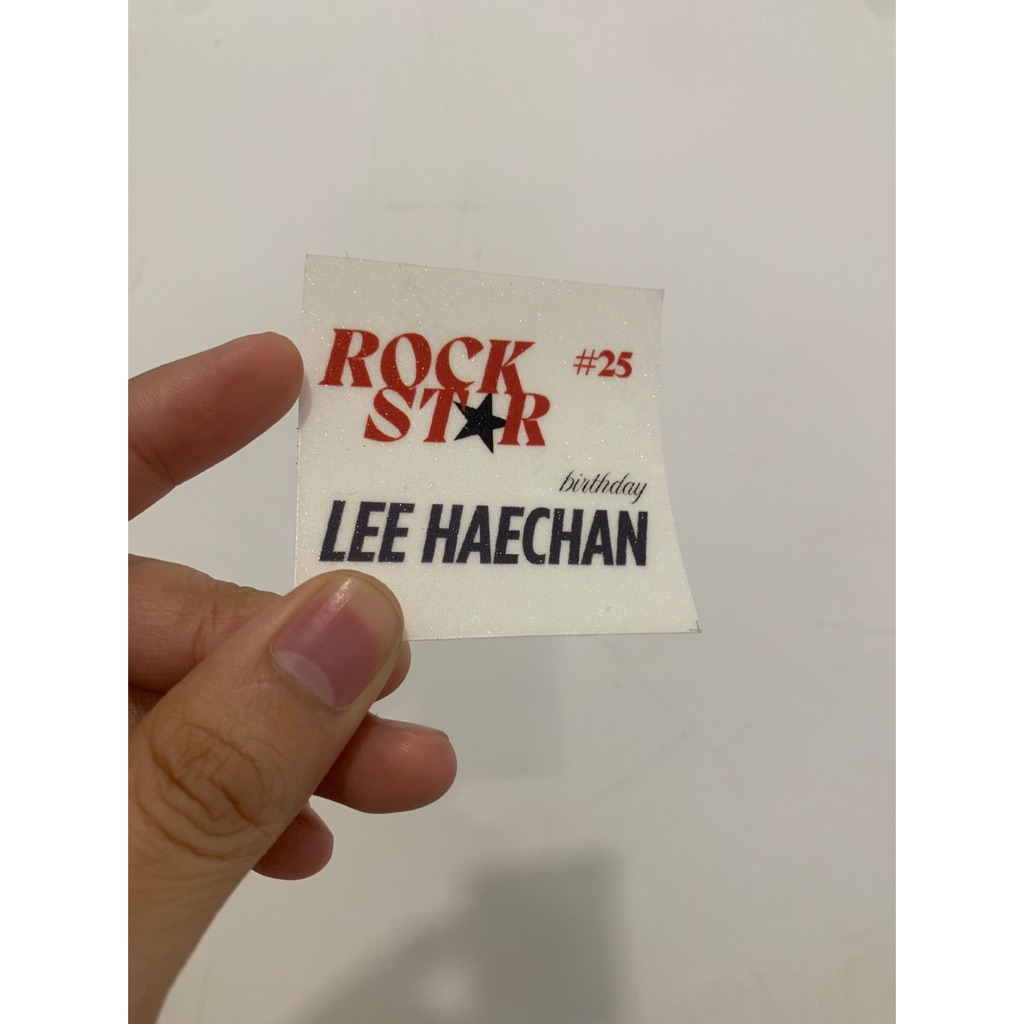 ROCK #25
ST★R
birthday
LEE HAECHAN